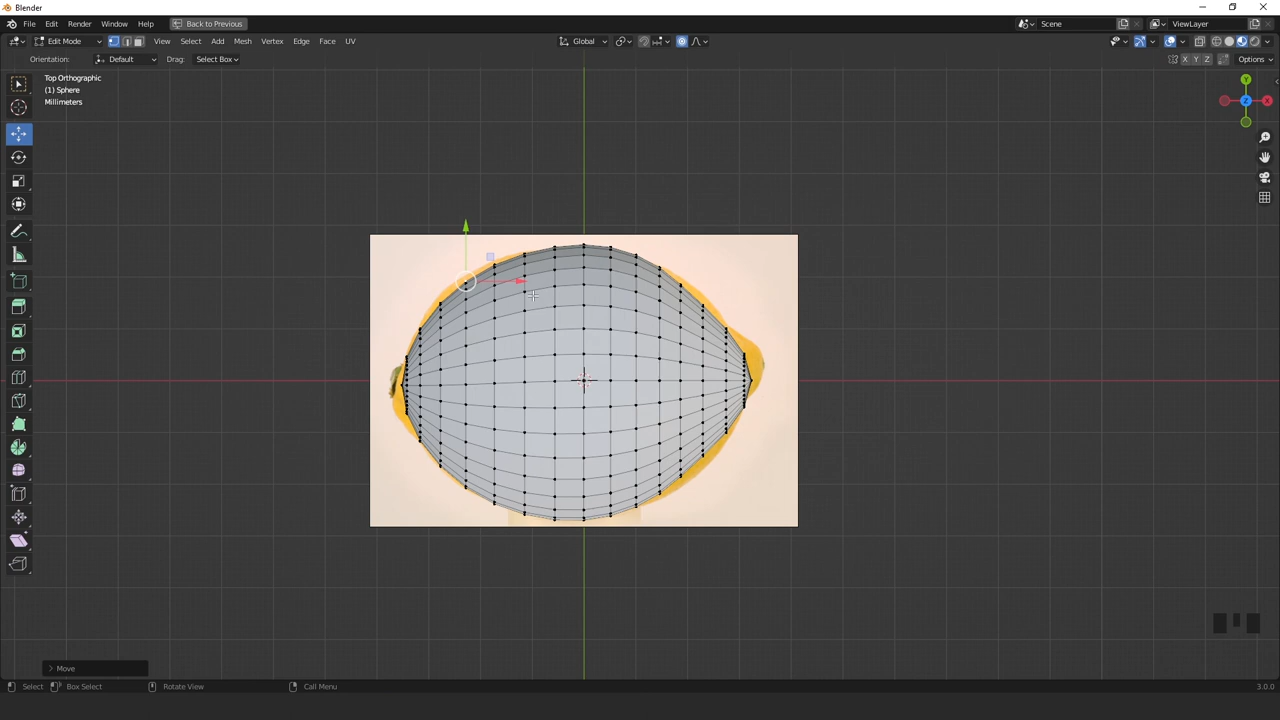 Blender
File Edit Render Window Help Back to Previous Scene ViewLayer
Edit Mode View Select Add Mesh Vertex Edge Face UV Global
Orientation: Default Drag: Select Box X Y Z Options
Top Orthographic
(1) Sphere
Millimeters
Y
X
Z
Move
Select Box Select Rotate View Call Menu 3.0.0